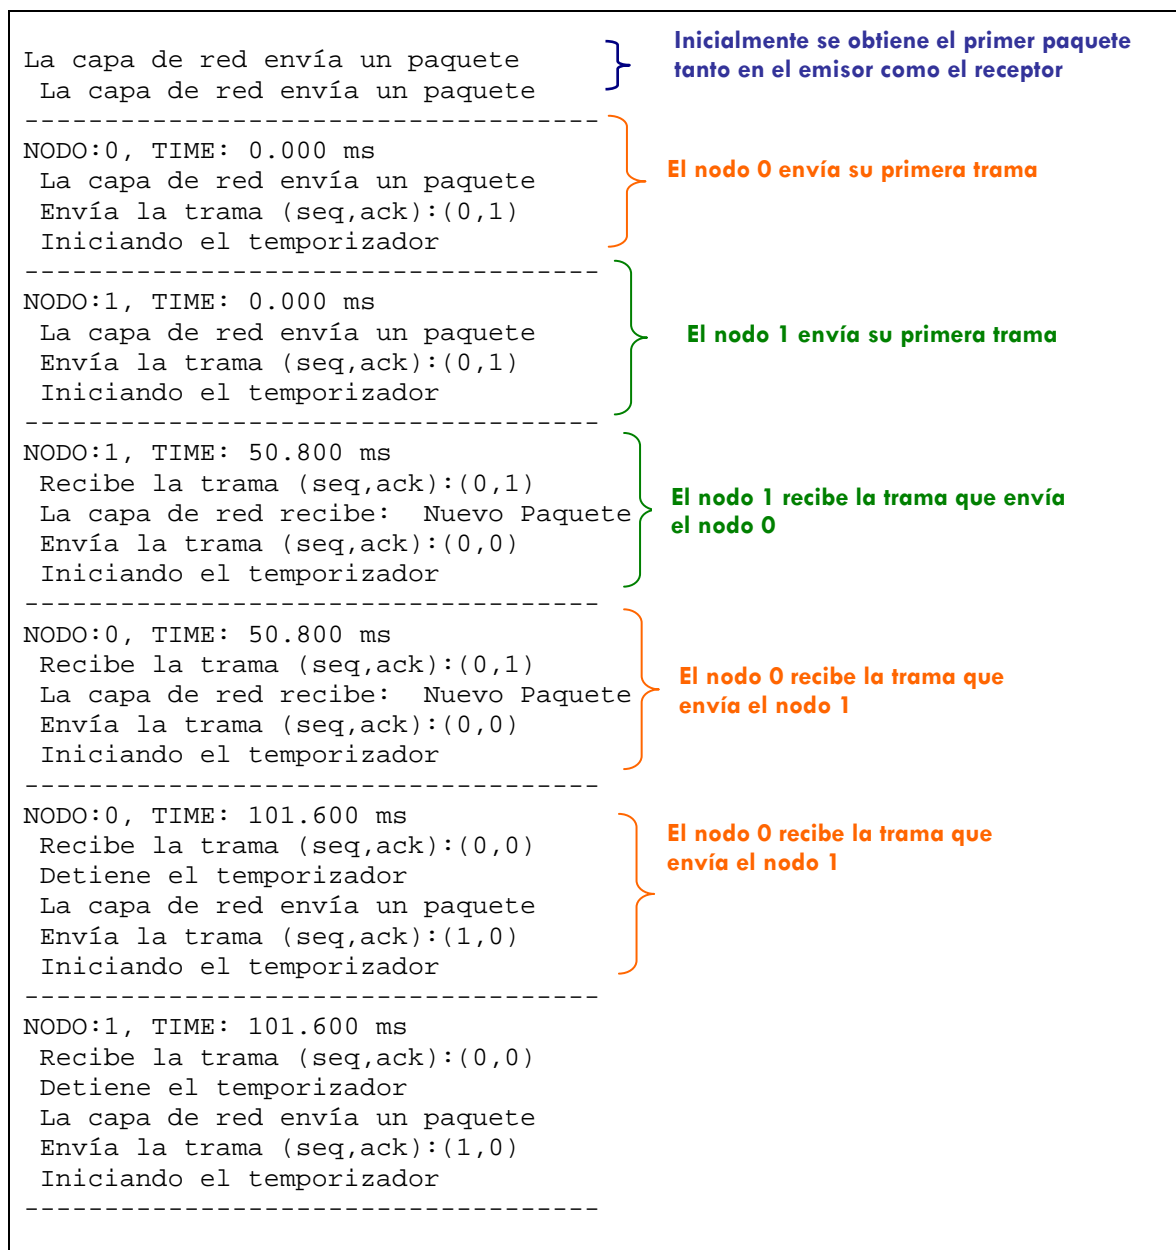 La capa de red envía un paquete
La capa de red envía un paquete
Inicialmente se obtiene el primer paquete
tanto en el emisor como el receptor
-------------------------------------
NODO:0, TIME: 0.000 ms
La capa de red envía un paquete
Envía la trama (seq,ack):(0,1)
Iniciando el temporizador
El nodo 0 envía su primera trama
-------------------------------------
NODO:1, TIME: 0.000 ms
La capa de red envía un paquete
Envía la trama (seq,ack):(0,1)
Iniciando el temporizador
El nodo 1 envía su primera trama
-------------------------------------
NODO:1, TIME: 50.800 ms
Recibe la trama (seq,ack):(0,1)
La capa de red recibe:  Nuevo Paquete
Envía la trama (seq,ack):(0,0)
Iniciando el temporizador
El nodo 1 recibe la trama que envía
el nodo 0
-------------------------------------
NODO:0, TIME: 50.800 ms
Recibe la trama (seq,ack):(0,1)
La capa de red recibe:  Nuevo Paquete
Envía la trama (seq,ack):(0,0)
Iniciando el temporizador
El nodo 0 recibe la trama que
envía el nodo 1
-------------------------------------
NODO:0, TIME: 101.600 ms
Recibe la trama (seq,ack):(0,0)
Detiene el temporizador
La capa de red envía un paquete
Envía la trama (seq,ack):(1,0)
Iniciando el temporizador
El nodo 0 recibe la trama que
envía el nodo 1
-------------------------------------
NODO:1, TIME: 101.600 ms
Recibe la trama (seq,ack):(0,0)
Detiene el temporizador
La capa de red envía un paquete
Envía la trama (seq,ack):(1,0)
Iniciando el temporizador
-------------------------------------